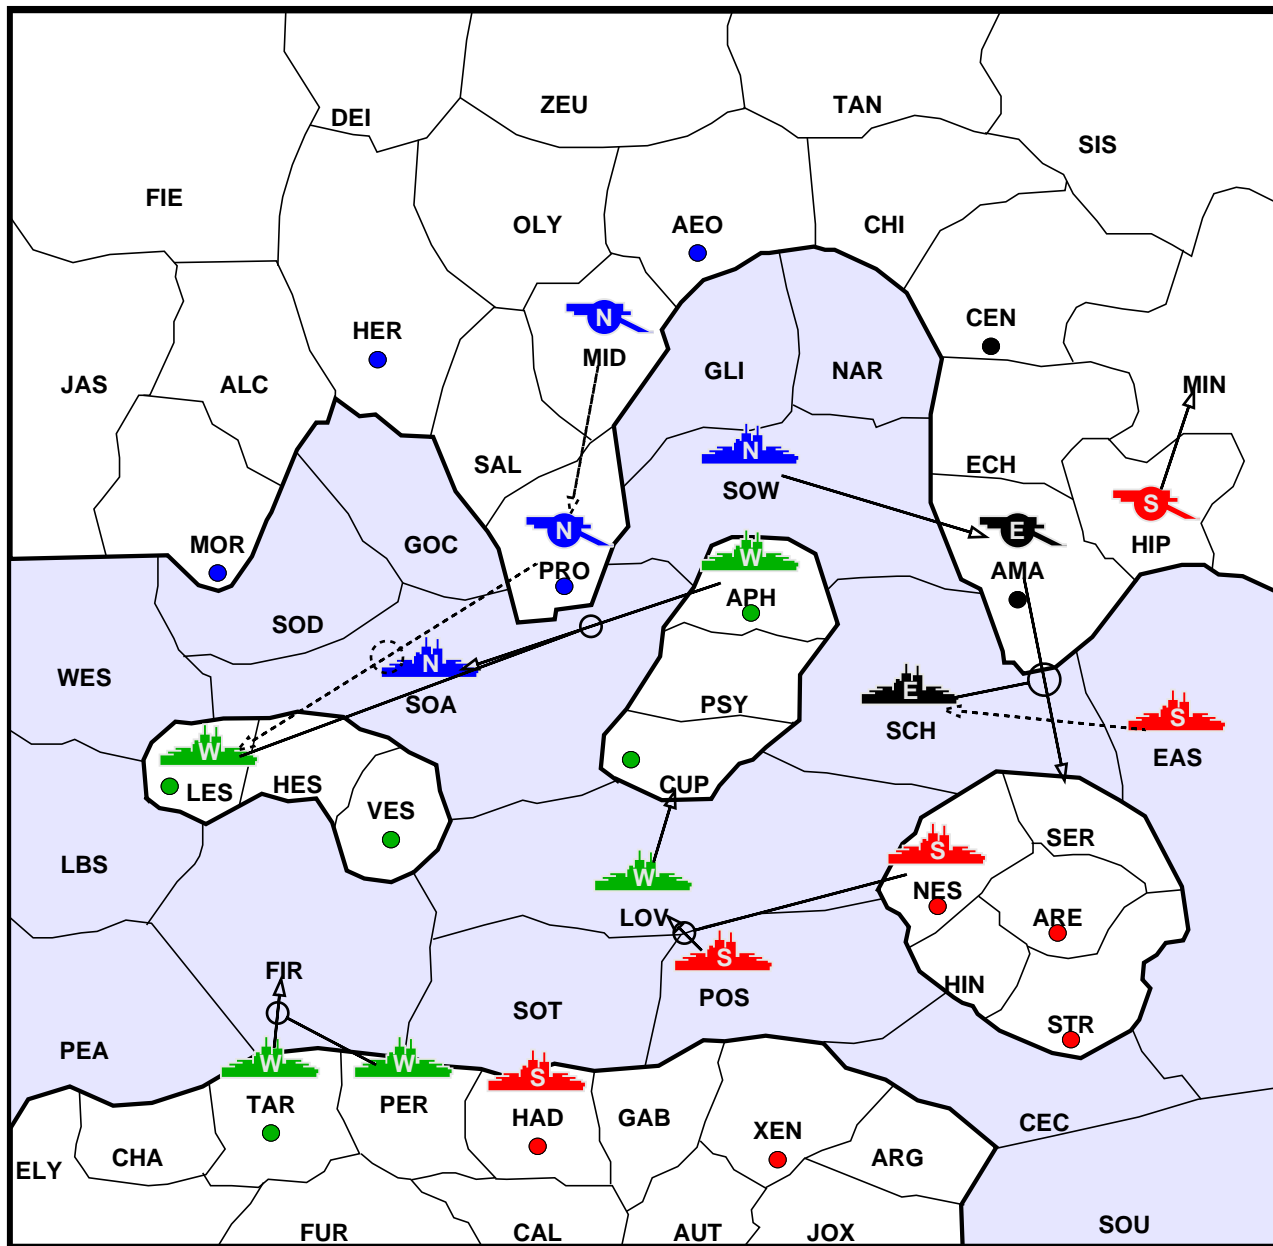 DEI
ZEU
TAN
SIS
FIE
OLY
AEO
CHI
N
HER
MID
CEN
JAS
ALC
GLI
NAR
MIN
N
SAL
ECH
SOW
S
N
E
MOR
GOC
PRO
W
AMA
HIP
SOD
APH
N
WES
SOA
PSY
E
SCH
S
EAS
W
LES
HES
CUP
VES
SER
S
LBS
W
NES
LOV
ARE
FIR
S
POS
HIN
SOT
STR
PEA
W
W
S
TAR
PER
HAD
GAB
XEN
CEC
ELY
CHA
ARG
FUR
CAL
AUT
JOX
SOU